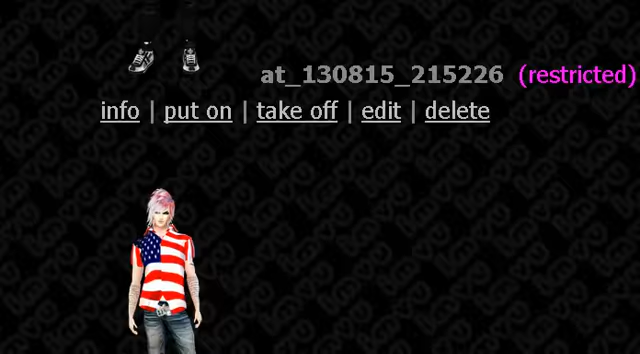 at_130815_215226 (restricted)
info | put on | take off | edit | delete